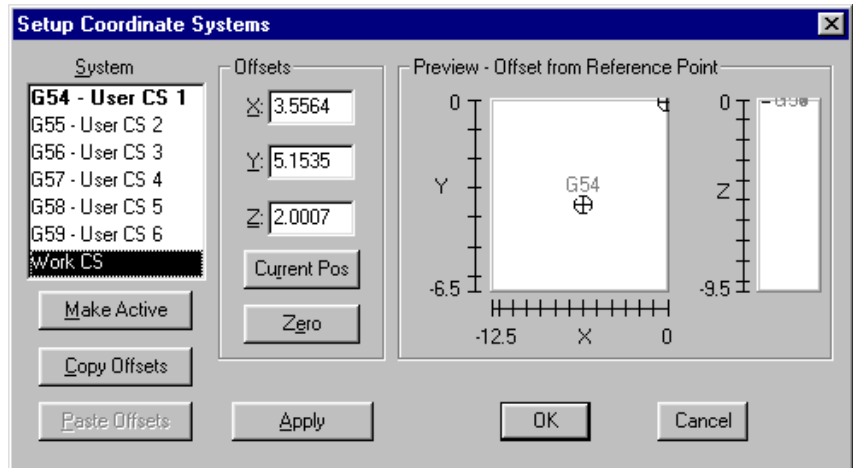 Setup Coordinate Systems
System
G54 - User CS 1
G55 - User CS 2
G56 - User CS 3
G57 - User CS 4
G58 - User CS 5
G59 - User CS 6
Work CS
Make Active
Copy Offsets
Paste Offsets
Offsets
X: 3.5564
Y: 5.1535
Z: 2.0007
Current Pos
Zero
Apply
Preview - Offset from Reference Point
0
Y
-6.5
G54
-12.5 X 0
0
Z
-9.5
OK
Cancel